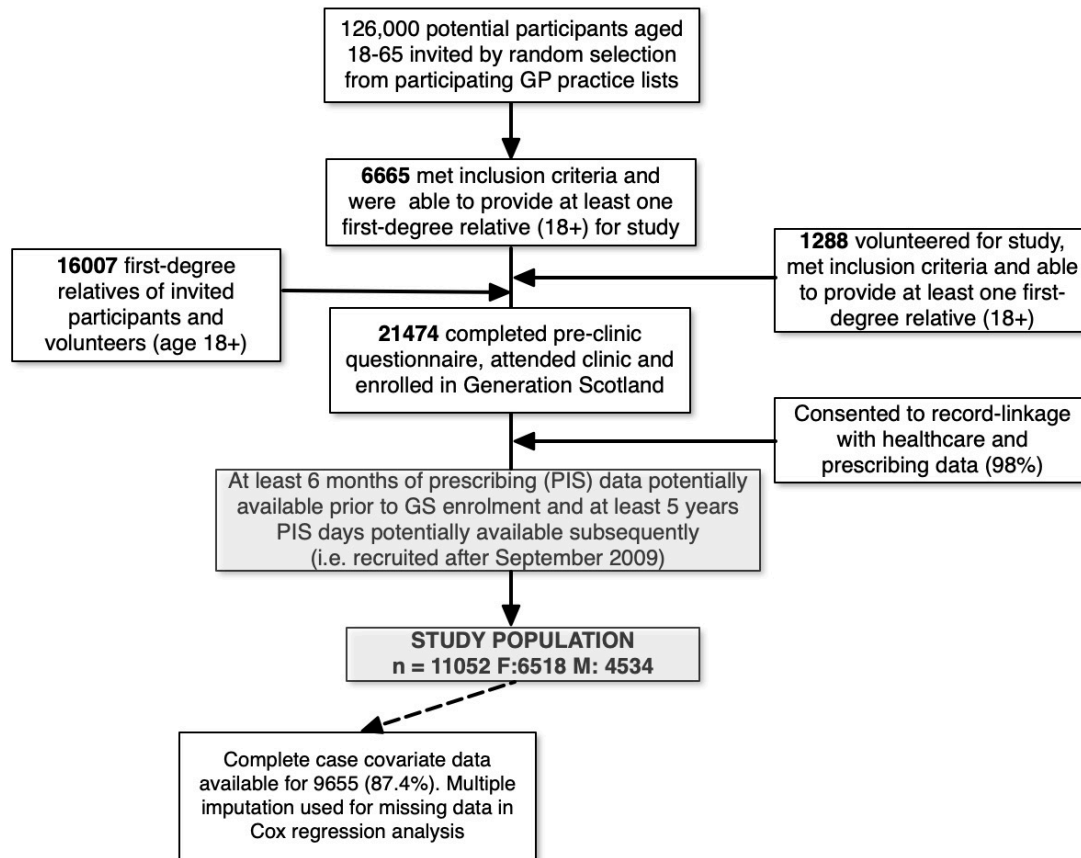 126,000 potential participants aged
18-65 invited by random selection
from participating GP practice lists
6665 met inclusion criteria and
were able to provide at least one
first-degree relative (18+) for study
16007 first-degree
relatives of invited
participants and
volunteers (age 18+)
1288 volunteered for study,
met inclusion criteria and able
to provide at least one first-
degree relative (18+)
21474 completed pre-clinic
questionnaire, attended clinic and
enrolled in Generation Scotland
Consented to record-linkage
with healthcare and
prescribing data (98%)
At least 6 months of prescribing (PIS) data potentially
available prior to GS enrolment and at least 5 years
PIS days potentially available subsequently
(i.e. recruited after September 2009)
STUDY POPULATION
n = 11052 F:6518 M: 4534
Complete case covariate data
available for 9655 (87.4%). Multiple
imputation used for missing data in
Cox regression analysis